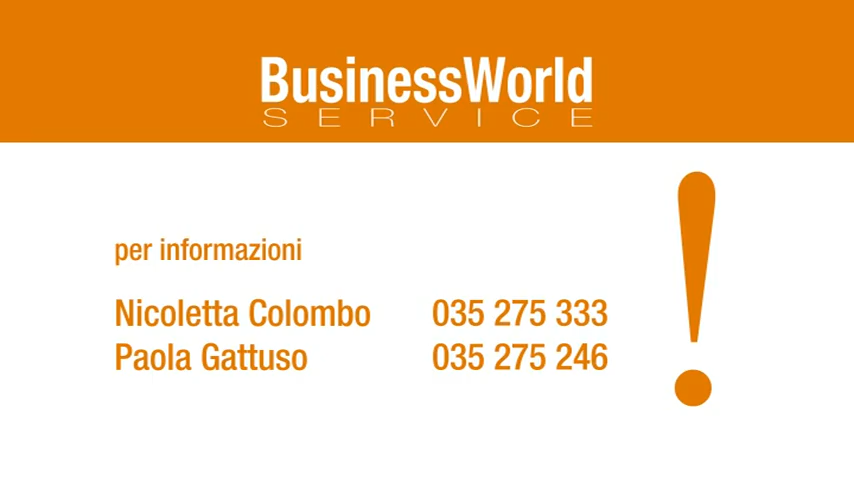 BusinessWorld
SERVICE
per informazioni
Nicoletta Colombo 035 275 333
Paola Gattuso 035 275 246
!